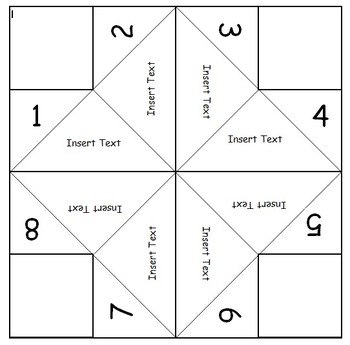 2
3
Insert Text
Insert Text
1
4
Insert Text
Insert Text
Insert Text
Insert Text
8
5
Insert Text
Insert Text
7
6